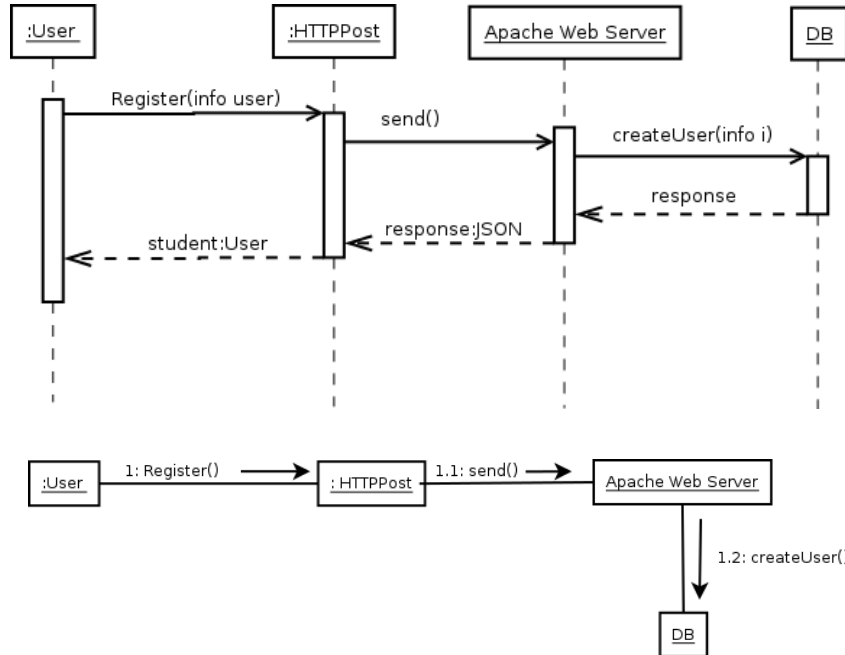 :User
:HTTPPost
Apache Web Server
DB
Register(info user)
send()
createUser(info i)
response
response:JSON
student:User
1: Register()
1.1: send()
:User
: HTTPPost
Apache Web Server
1.2: createUser()
DB